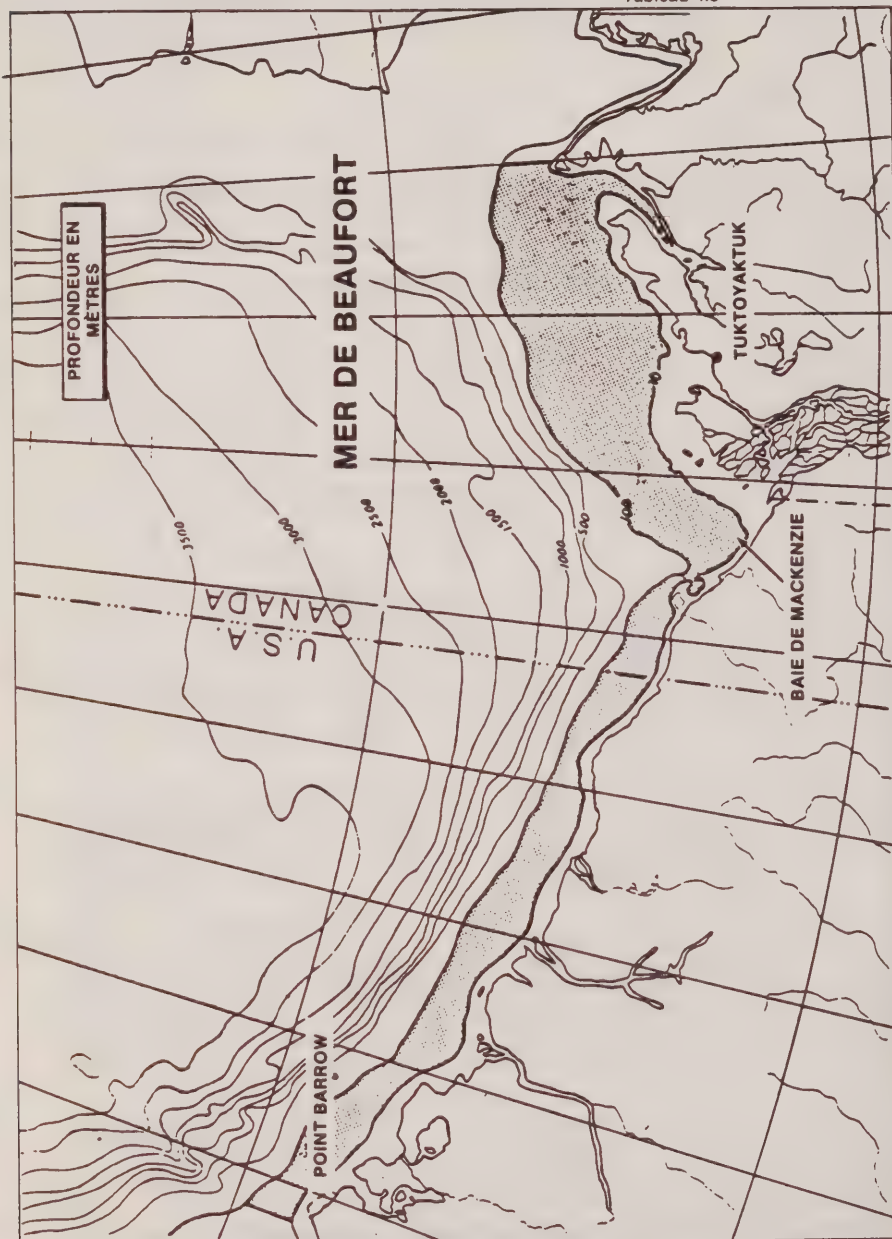 PROFONDEUR EN
MÈTRES
MER DE BEAUFORT
3500
3000
2500
2000
1500
1000
500
100
10
U.S.A.
CANADA
TUKTOYAKTUK
BAIE DE MACKENZIE
POINT BARROW